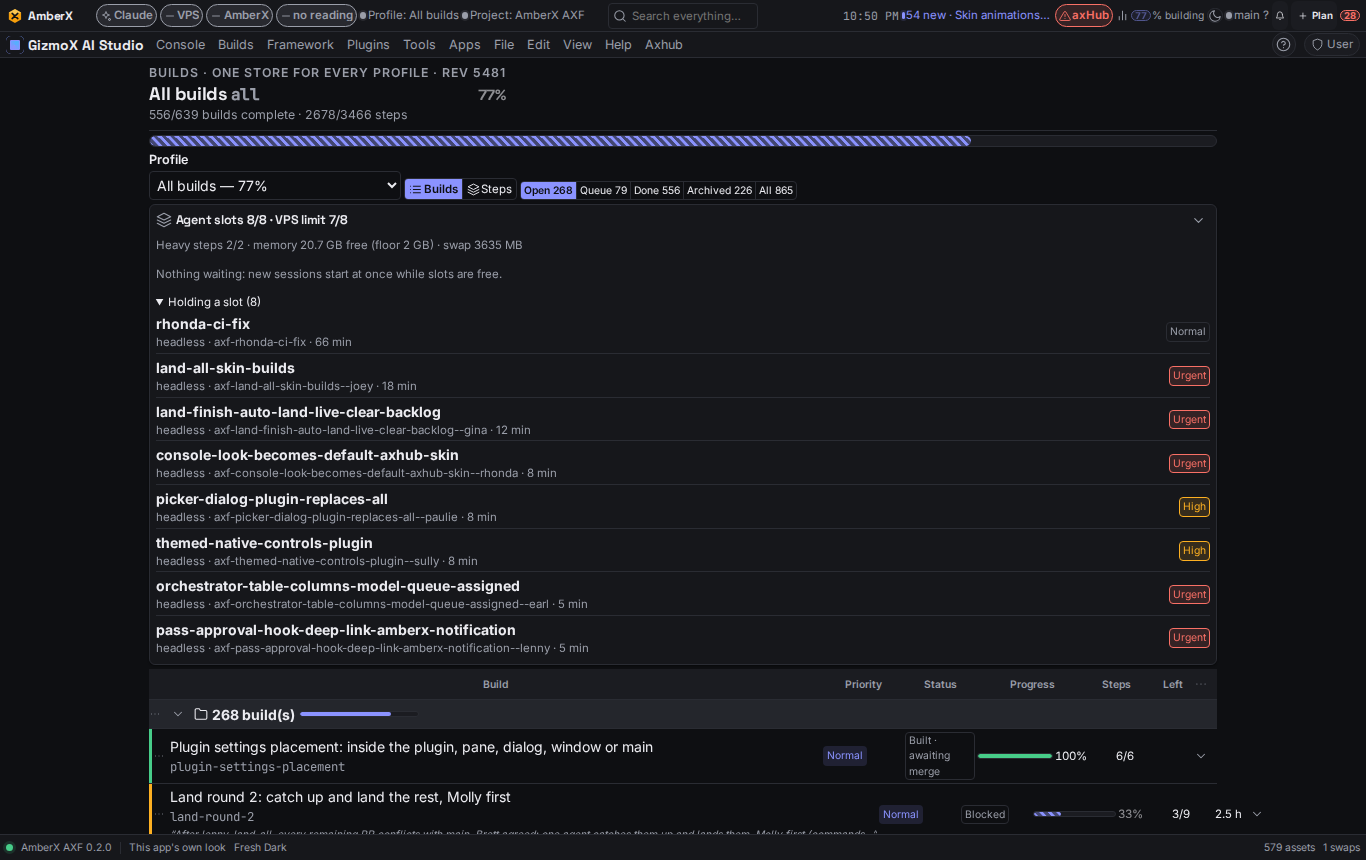 AmberX Claude VPS AmberX no reading Profile: All builds Project: AmberX AXF Search everything... 10:50 PM 54 new · Skin animations... axHub 77 % building main ? + Plan 28
GizmoX AI Studio Console Builds Framework Plugins Tools Apps File Edit View Help Axhub User
BUILDS · ONE STORE FOR EVERY PROFILE · REV 5481
All builds all 77%
556/639 builds complete · 2678/3466 steps
Profile
All builds — 77% Builds Steps Open 268 Queue 79 Done 556 Archived 226 All 865
Agent slots 8/8 · VPS limit 7/8
Heavy steps 2/2 · memory 20.7 GB free (floor 2 GB) · swap 3635 MB
Nothing waiting: new sessions start at once while slots are free.
▼ Holding a slot (8)
rhonda-ci-fix
headless · axf-rhonda-ci-fix · 66 min Normal
land-all-skin-builds
headless · axf-land-all-skin-builds--joey · 18 min Urgent
land-finish-auto-land-live-clear-backlog
headless · axf-land-finish-auto-land-live-clear-backlog--gina · 12 min Urgent
console-look-becomes-default-axhub-skin
headless · axf-console-look-becomes-default-axhub-skin--rhonda · 8 min Urgent
picker-dialog-plugin-replaces-all
headless · axf-picker-dialog-plugin-replaces-all--paulie · 8 min High
themed-native-controls-plugin
headless · axf-themed-native-controls-plugin--sully · 8 min High
orchestrator-table-columns-model-queue-assigned
headless · axf-orchestrator-table-columns-model-queue-assigned--earl · 5 min Urgent
pass-approval-hook-deep-link-amberx-notification
headless · axf-pass-approval-hook-deep-link-amberx-notification--lenny · 5 min Urgent
Build Priority Status Progress Steps Left ...
268 build(s)
Plugin settings placement: inside the plugin, pane, dialog, window or main
plugin-settings-placement
Normal
Built ·
awaiting
merge
100% 6/6
Land round 2: catch up and land the rest, Molly first
land-round-2
Normal Blocked 33% 3/9 2.5 h
AmberX AXF 0.2.0 This app's own look Fresh Dark 579 assets 1 swaps